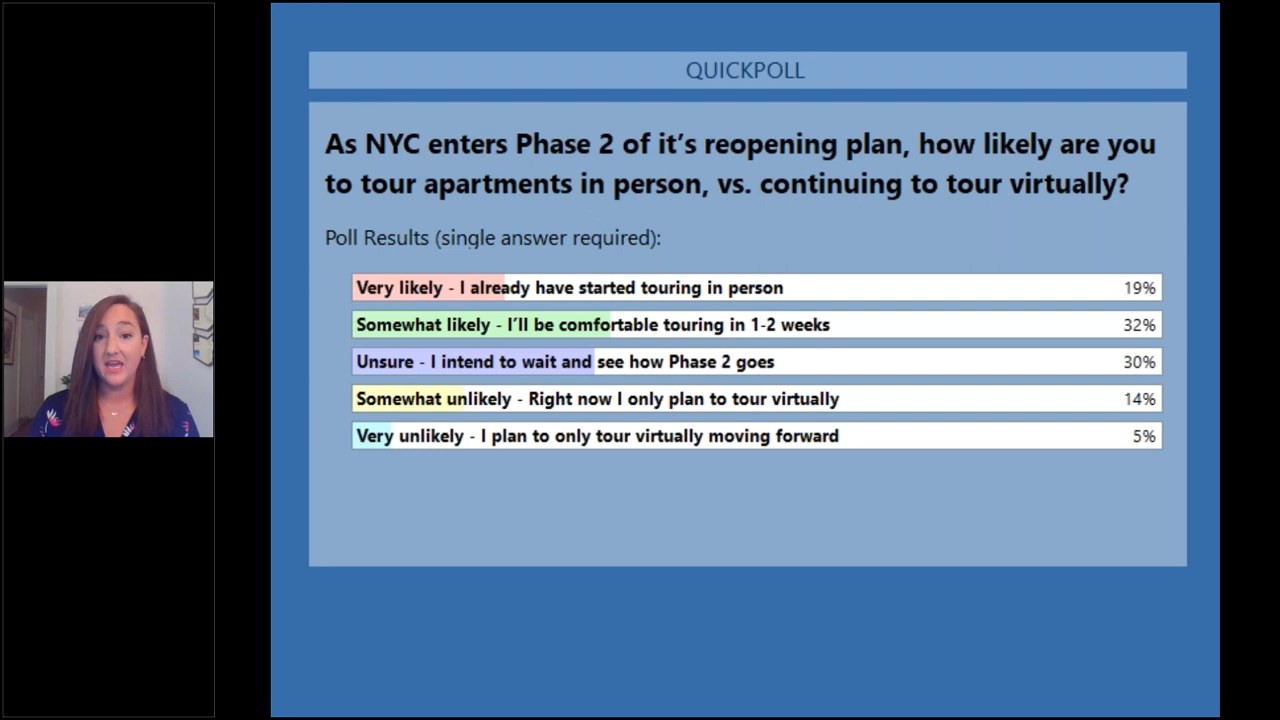 QUICKPOLL
As NYC enters Phase 2 of it’s reopening plan, how likely are you
to tour apartments in person, vs. continuing to tour virtually?
Poll Results (single answer required):
Very likely - I already have started touring in person 19%
Somewhat likely - I’ll be comfortable touring in 1-2 weeks 32%
Unsure - I intend to wait and see how Phase 2 goes 30%
Somewhat unlikely - Right now I only plan to tour virtually 14%
Very unlikely - I plan to only tour virtually moving forward 5%